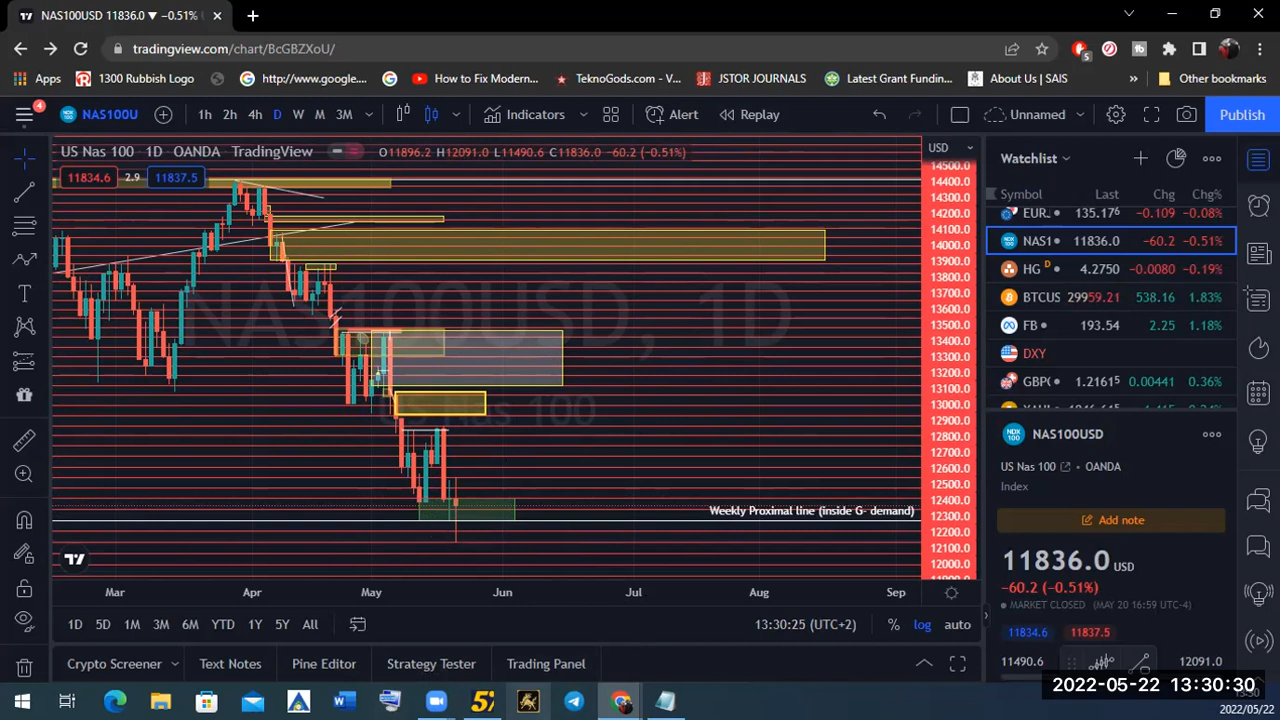 NAS100USD 11836.0 ▼ −0.51%
tradingview.com/chart/BcGBZXoU/
Apps 1300 Rubbish Logo http://www.google.... How to Fix Modern... TeknoGods.com - V... JSTOR JOURNALS Latest Grant Fundin... About Us | SAIS » Other bookmarks
4 NAS100U 1h 2h 4h D W M 3M Indicators Alert Replay Unnamed Publish
US Nas 100 1D OANDA TradingView O11896.2 H12091.0 L11490.6 C11836.0 −60.2 (−0.51%)
11834.6 2.9 11837.5
USD
14500.0
14400.0
14300.0
14200.0
14100.0
14000.0
13900.0
13800.0
13700.0
13600.0
13500.0
13400.0
13300.0
13200.0
13100.0
13000.0
12900.0
12800.0
12700.0
12600.0
12500.0
12400.0
12300.0
12200.0
12100.0
12000.0
NAS100USD, 1D
US Nas 100
Weekly Proximal line (inside G- demand)
Mar Apr May Jun Jul Aug Sep
1D 5D 1M 3M 6M YTD 1Y 5Y All 13:30:25 (UTC+2) % log auto
Crypto Screener Text Notes Pine Editor Strategy Tester Trading Panel
Watchlist
Symbol Last Chg Chg%
EUR. 135.176 −0.109 −0.08%
NAS1 11836.0 −60.2 −0.51%
HG D 4.2750 −0.0080 −0.19%
BTCUS 29959.21 538.16 1.83%
FB 193.54 2.25 1.18%
DXY
GBP 1.21615 0.00441 0.36%
NAS100USD
US Nas 100 OANDA
Index
Add note
11836.0 USD
−60.2 (−0.51%)
MARKET CLOSED (MAY 20 16:59 UTC-4)
11834.6 11837.5
11490.6 12091.0
2022-05-22 13:30:30
2022/05/22